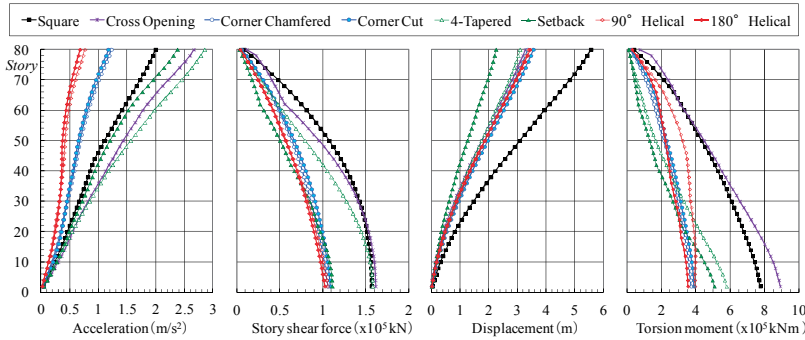 Square Cross Opening Corner Chamfered Corner Cut 4-Tapered Setback 90° Helical 180° Helical
80
Story
70
60
50
40
30
20
10
0
0 0.5 1 1.5 2 2.5 3
Acceleration (m/s²)
0 0.5 1 1.5 2
Story shear force (x10⁵ kN)
0 1 2 3 4 5 6
Displacement (m)
0 2 4 6 8 10
Torsion moment (x10⁵ kNm)